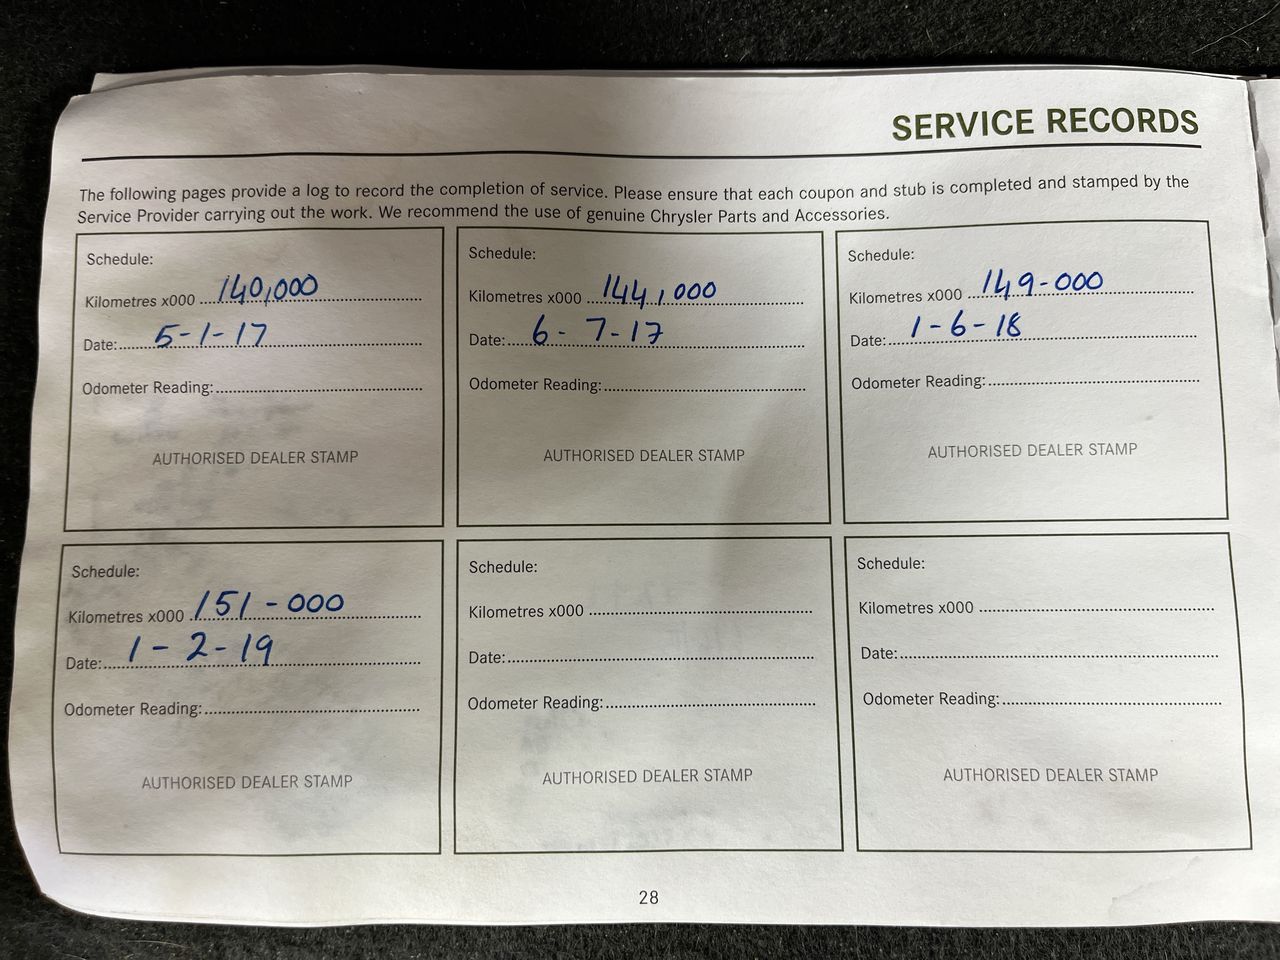 SERVICE RECORDS
The following pages provide a log to record the completion of service. Please ensure that each coupon and stub is completed and stamped by the
Service Provider carrying out the work. We recommend the use of genuine Chrysler Parts and Accessories.
Schedule:
Kilometres x000 140,000
Date: 5-1-17
Odometer Reading:
AUTHORISED DEALER STAMP
Schedule:
Kilometres x000 144,000
Date: 6-7-17
Odometer Reading:
AUTHORISED DEALER STAMP
Schedule:
Kilometres x000 149-000
Date: 1-6-18
Odometer Reading:
AUTHORISED DEALER STAMP
Schedule:
Kilometres x000 151-000
Date: 1-2-19
Odometer Reading:
AUTHORISED DEALER STAMP
Schedule:
Kilometres x000
Date:
Odometer Reading:
AUTHORISED DEALER STAMP
Schedule:
Kilometres x000
Date:
Odometer Reading:
AUTHORISED DEALER STAMP
28